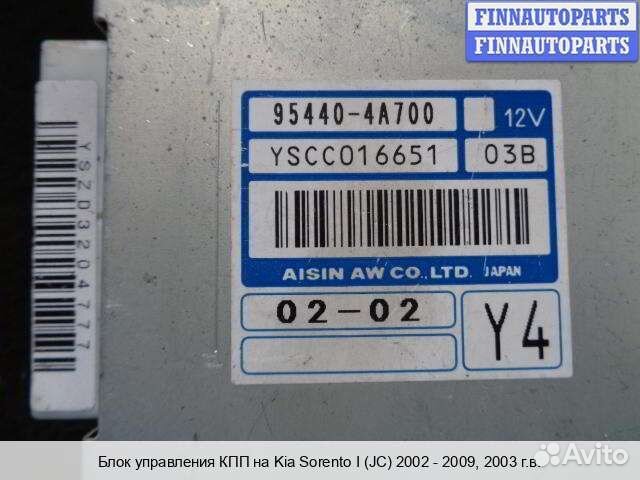 FINNAUTOPARTS
FINNAUTOPARTS
95440-4A700 12V
YSCC016651 03B
AISIN AW CO.,LTD. JAPAN
02-02
Y4
YS2D32047777
Блок управления КПП на Kia Sorento I (JC) 2002 - 2009, 2003 г.в.
Avito